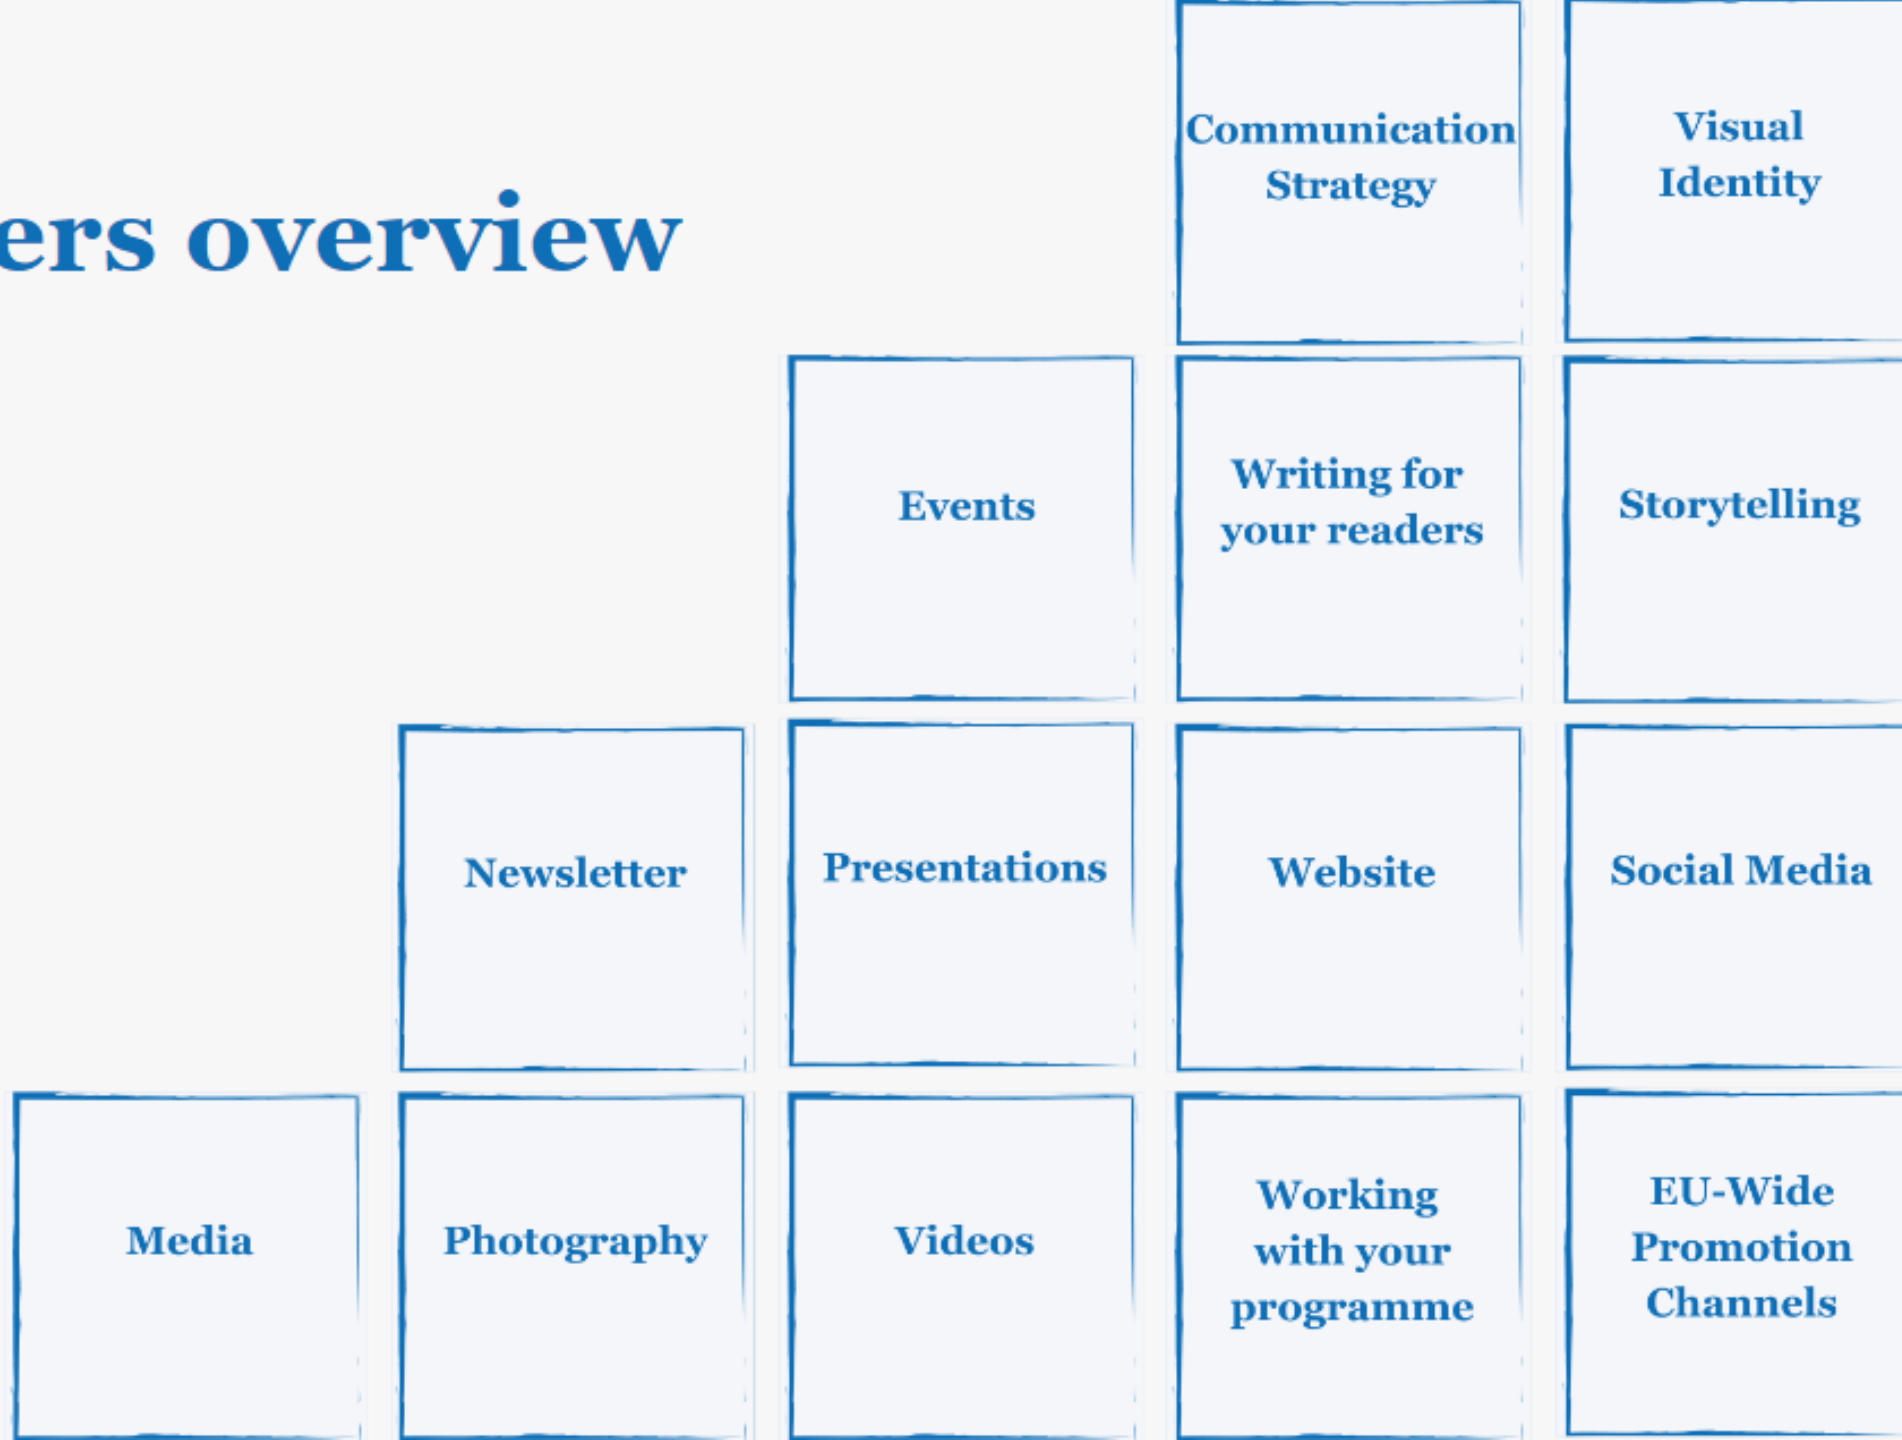 ers overview
Communication
Strategy
Visual
Identity
Events
Writing for
your readers
Storytelling
Newsletter
Presentations
Website
Social Media
Media
Photography
Videos
Working
with your
programme
EU-Wide
Promotion
Channels